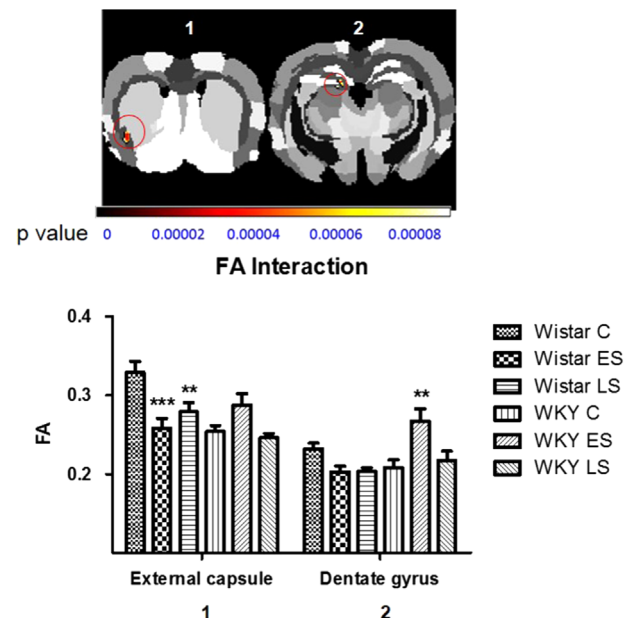 1 2
p value 0 0.00002 0.00004 0.00006 0.00008
FA Interaction
0.4
0.3
0.2
FA
*** ** **
External capsule Dentate gyrus
1 2
Wistar C
Wistar ES
Wistar LS
WKY C
WKY ES
WKY LS